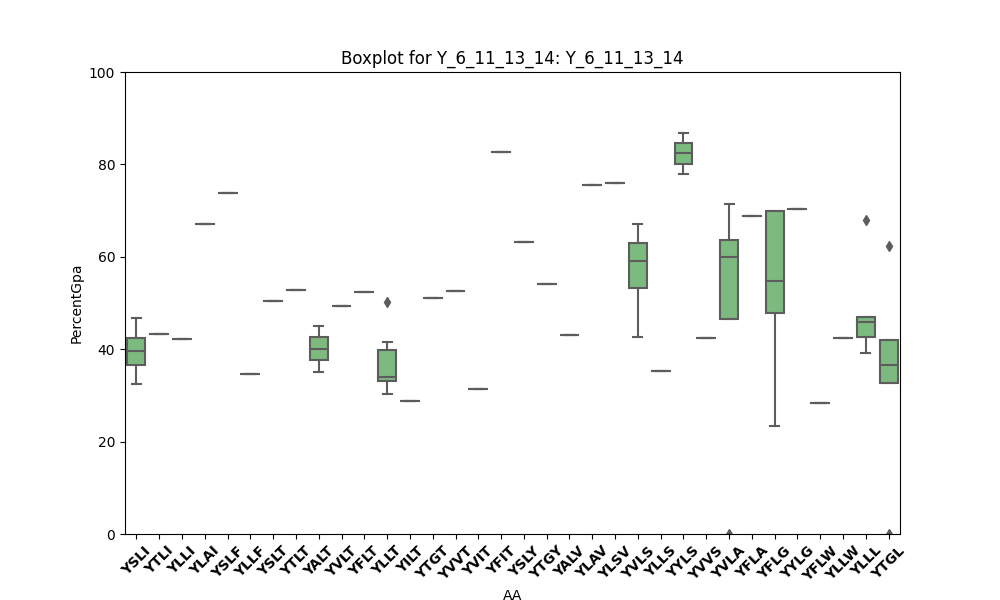 Boxplot for Y_6_11_13_14: Y_6_11_13_14
100
80
60
40
20
0
PercentGpa
YSLI YTLI YLLI YLAI YSLF YLLF YSLT YTLT YALT YVLT YFLT YLLT YILT YTGT YVVT YVIT YFIT YSLY YTGY YALV YLAV YLSV YVLS YLLS YYLS YVVS YVLA YFLA YFLG YYLG YFLW YLLW YLLL YTGL
AA